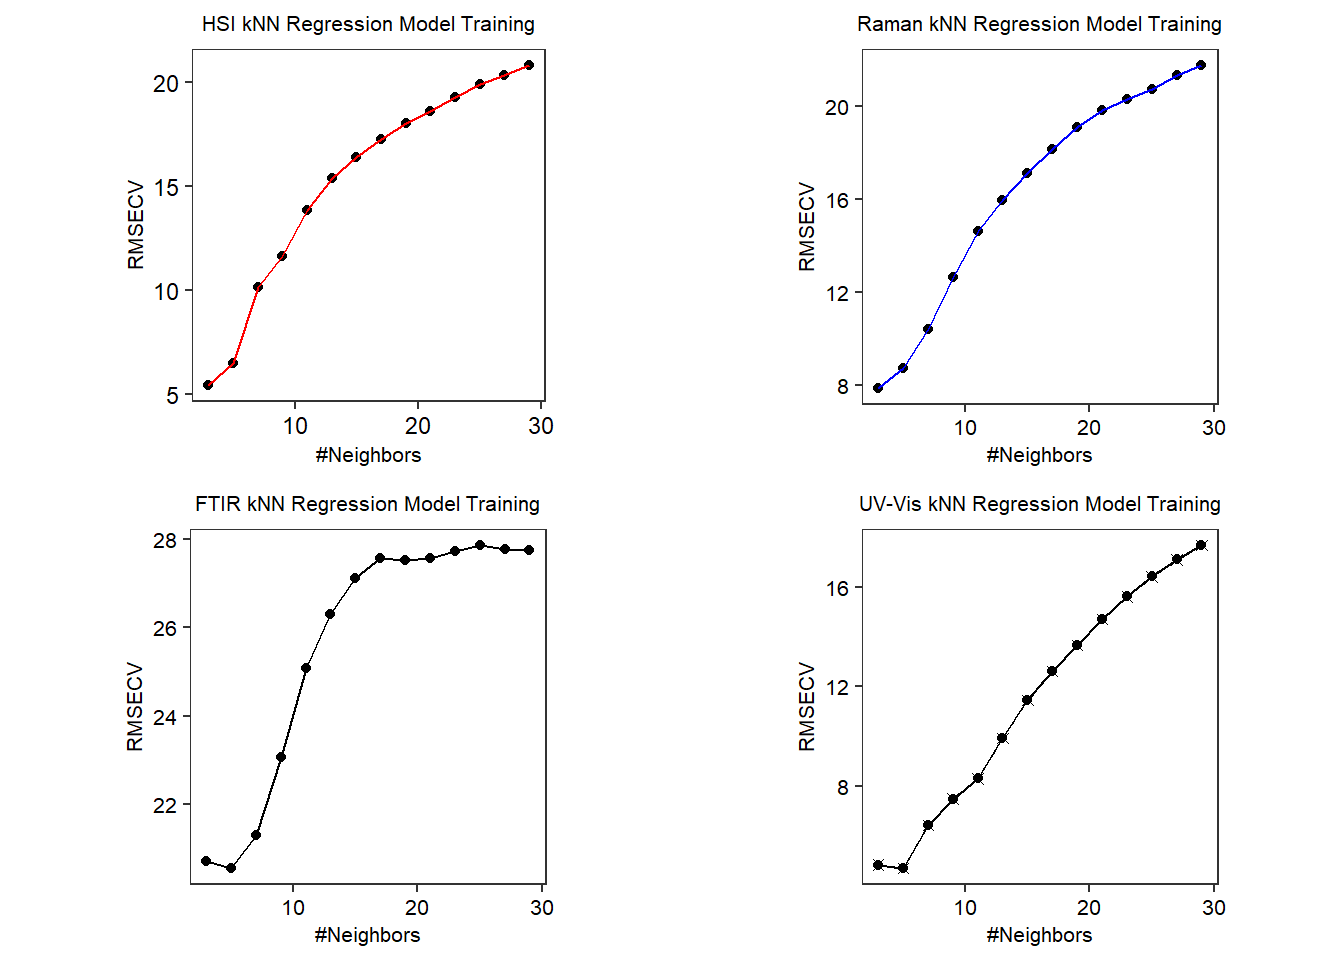 HSI kNN Regression Model Training
RMSECV
20
15
10
5
10 20 30
#Neighbors
Raman kNN Regression Model Training
RMSECV
20
16
12
8
10 20 30
#Neighbors
FTIR kNN Regression Model Training
RMSECV
28
26
24
22
10 20 30
#Neighbors
UV-Vis kNN Regression Model Training
RMSECV
16
12
8
10 20 30
#Neighbors